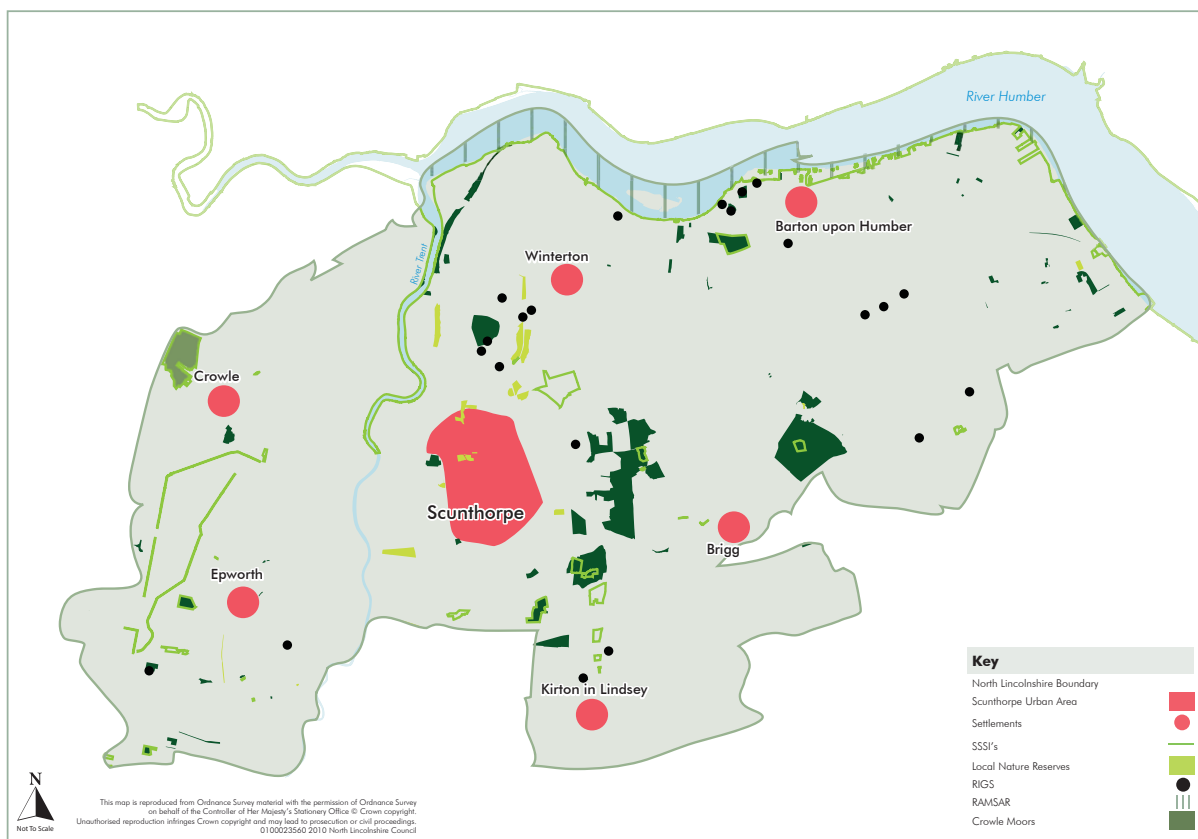 River Humber
Barton upon Humber
River Trent
Winterton
Crowle
Scunthorpe
Brigg
Epworth
Kirton in Lindsey
Key
North Lincolnshire Boundary
Scunthorpe Urban Area
Settlements
SSSI's
Local Nature Reserves
RIGS
RAMSAR
Crowle Moors
N
Not To Scale
This map is reproduced from Ordnance Survey material with the permission of Ordnance Survey
on behalf of the Controller of Her Majesty's Stationery Office © Crown copyright.
Unauthorised reproduction infringes Crown copyright and may lead to prosecution or civil proceedings.
0100023560 2010 North Lincolnshire Council